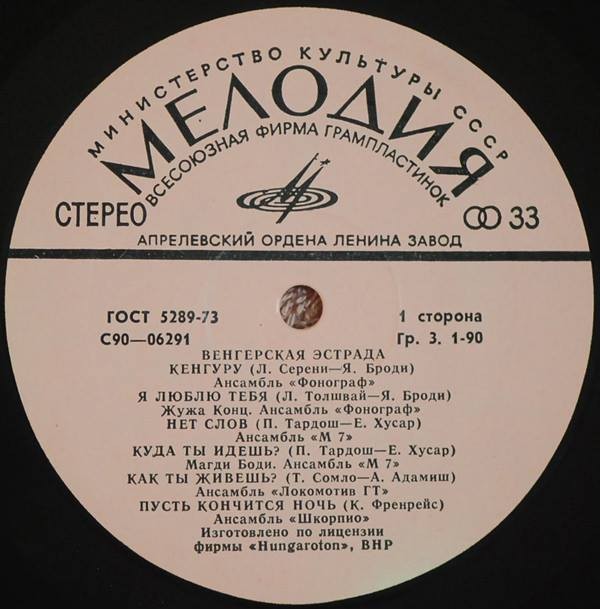 МИНИСТЕРСТВО КУЛЬТУРЫ СССР
МЕЛОДИЯ
ВСЕСОЮЗНАЯ ФИРМА ГРАМПЛАСТИНОК
СТЕРЕО
33
АПРЕЛЕВСКИЙ ОРДЕНА ЛЕНИНА ЗАВОД
ГОСТ 5289-73
1 сторона
С90—06291
Гр. 3. 1-90
ВЕНГЕРСКАЯ ЭСТРАДА
КЕНГУРУ (Л. Серени—Я. Броди)
Ансамбль «Фонограф»
Я ЛЮБЛЮ ТЕБЯ (Л. Толшвай—Я. Броди)
Жужа Конц. Ансамбль «Фонограф»
НЕТ СЛОВ (П. Тардош—Е. Хусар)
Ансамбль «М 7»
КУДА ТЫ ИДЕШЬ? (П. Тардош—Е. Хусар)
Магди Боди. Ансамбль «М 7»
КАК ТЫ ЖИВЕШЬ? (Т. Сомло—А. Адамиш)
Ансамбль «Локомотив ГТ»
ПУСТЬ КОНЧИТСЯ НОЧЬ (К. Френрейс)
Ансамбль «Шкорпио»
Изготовлено по лицензии
фирмы «Hungaroton», ВНР